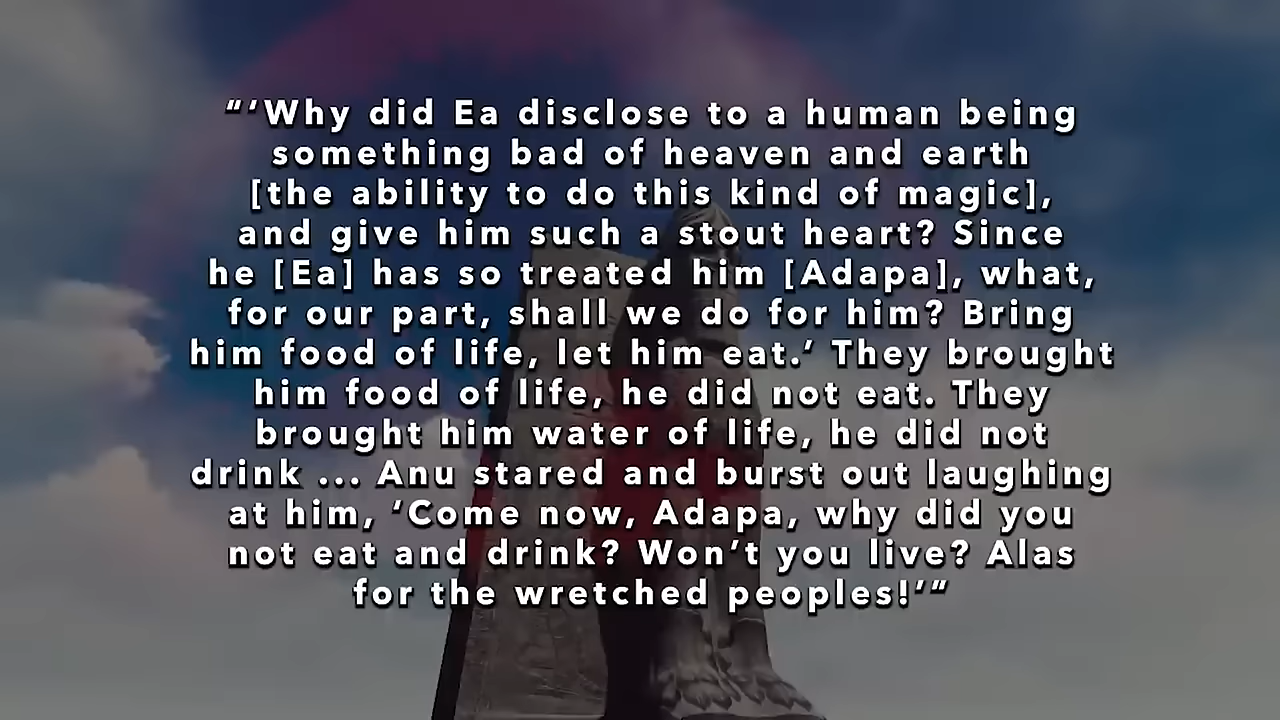 “‘Why did Ea disclose to a human being
something bad of heaven and earth
[the ability to do this kind of magic],
and give him such a stout heart? Since
he [Ea] has so treated him [Adapa], what,
for our part, shall we do for him? Bring
him food of life, let him eat.’ They brought
him food of life, he did not eat. They
brought him water of life, he did not
drink ... Anu stared and burst out laughing
at him, ‘Come now, Adapa, why did you
not eat and drink? Won’t you live? Alas
for the wretched peoples!’“